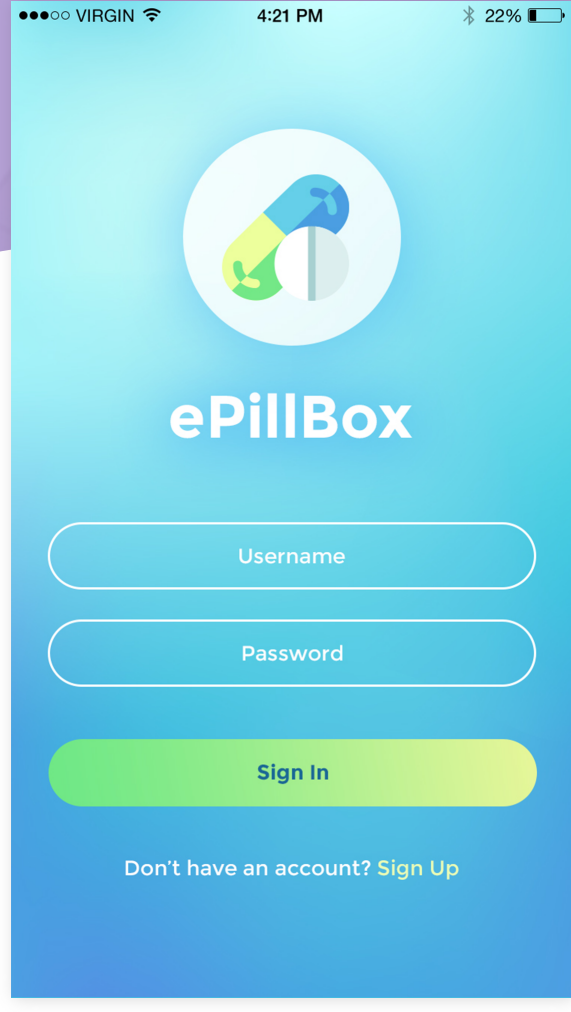 VIRGIN 4:21 PM 22%
ePillBox
Username
Password
Sign In
Don’t have an account? Sign Up